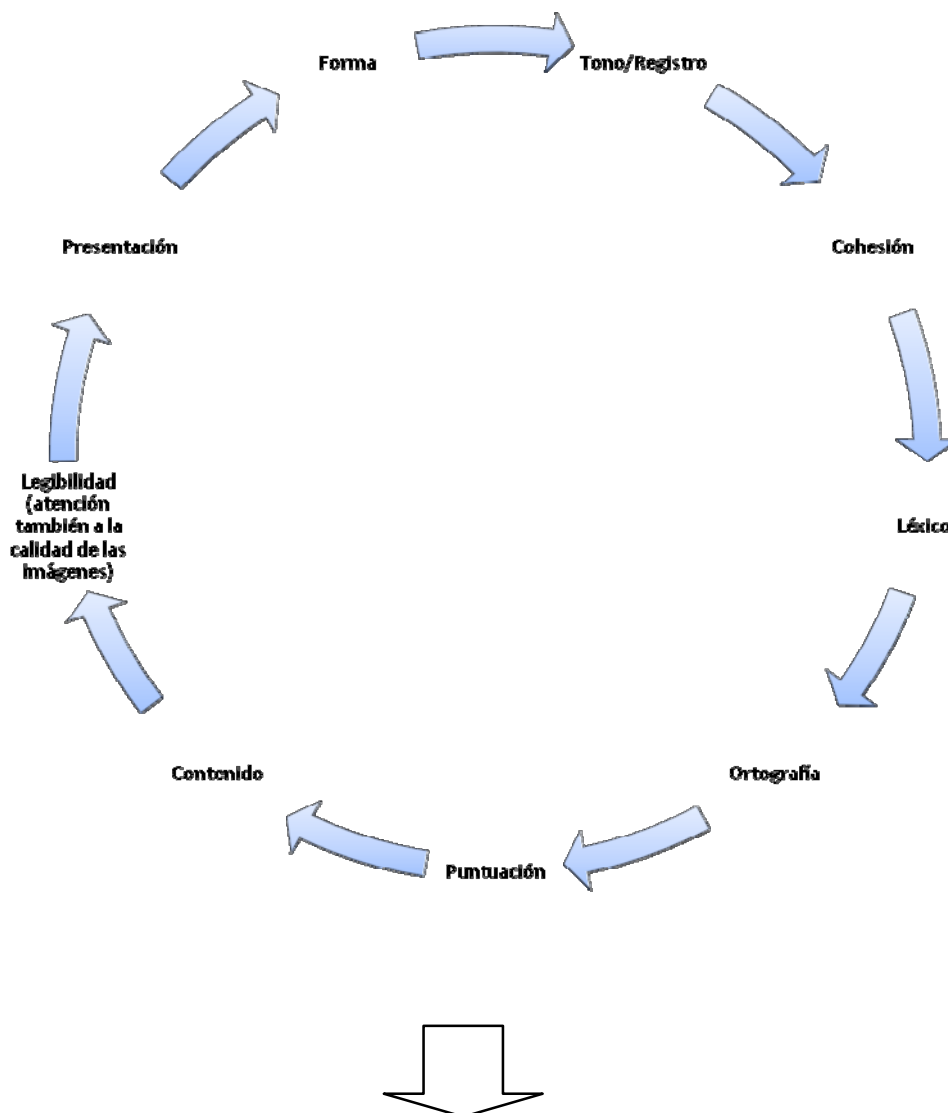 Forma
Tono/Registro
Cohesión
Léxico
Ortografía
Puntuación
Contenido
Legibilidad
(atención
también a la
calidad de las
imágenes)
Presentación